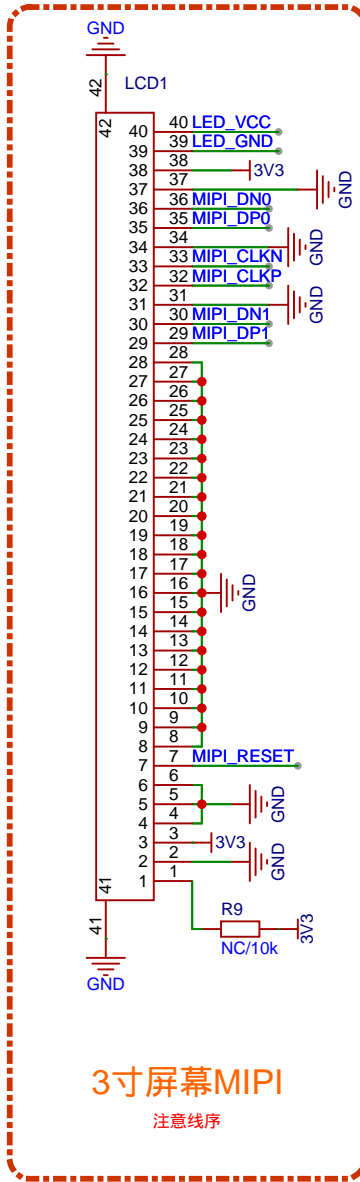 GND
42
LCD1
42
40 40 LED_VCC
39 39 LED_GND
38 3V3
37 37 GND
36 36 MIPI_DN0
35 35 MIPI_DP0
34 34 GND
33 33 MIPI_CLKN
32 32 MIPI_CLKP
31 31 GND
30 30 MIPI_DN1
29 29 MIPI_DP1
28 28
27 27
26 26
25 25
24 24
23 23
22 22
21 21
20 20
19 19
18 18
17 17
16 16 GND
15 15
14 14
13 13
12 12
11 11
10 10
9 9
8 8
7 7 MIPI_RESET
6 6
5 5 GND
4 4
3 3 3V3
2 2 GND
1 1
41
41
R9
NC/10k
3V3
GND
3寸屏幕MIPI
注意线序